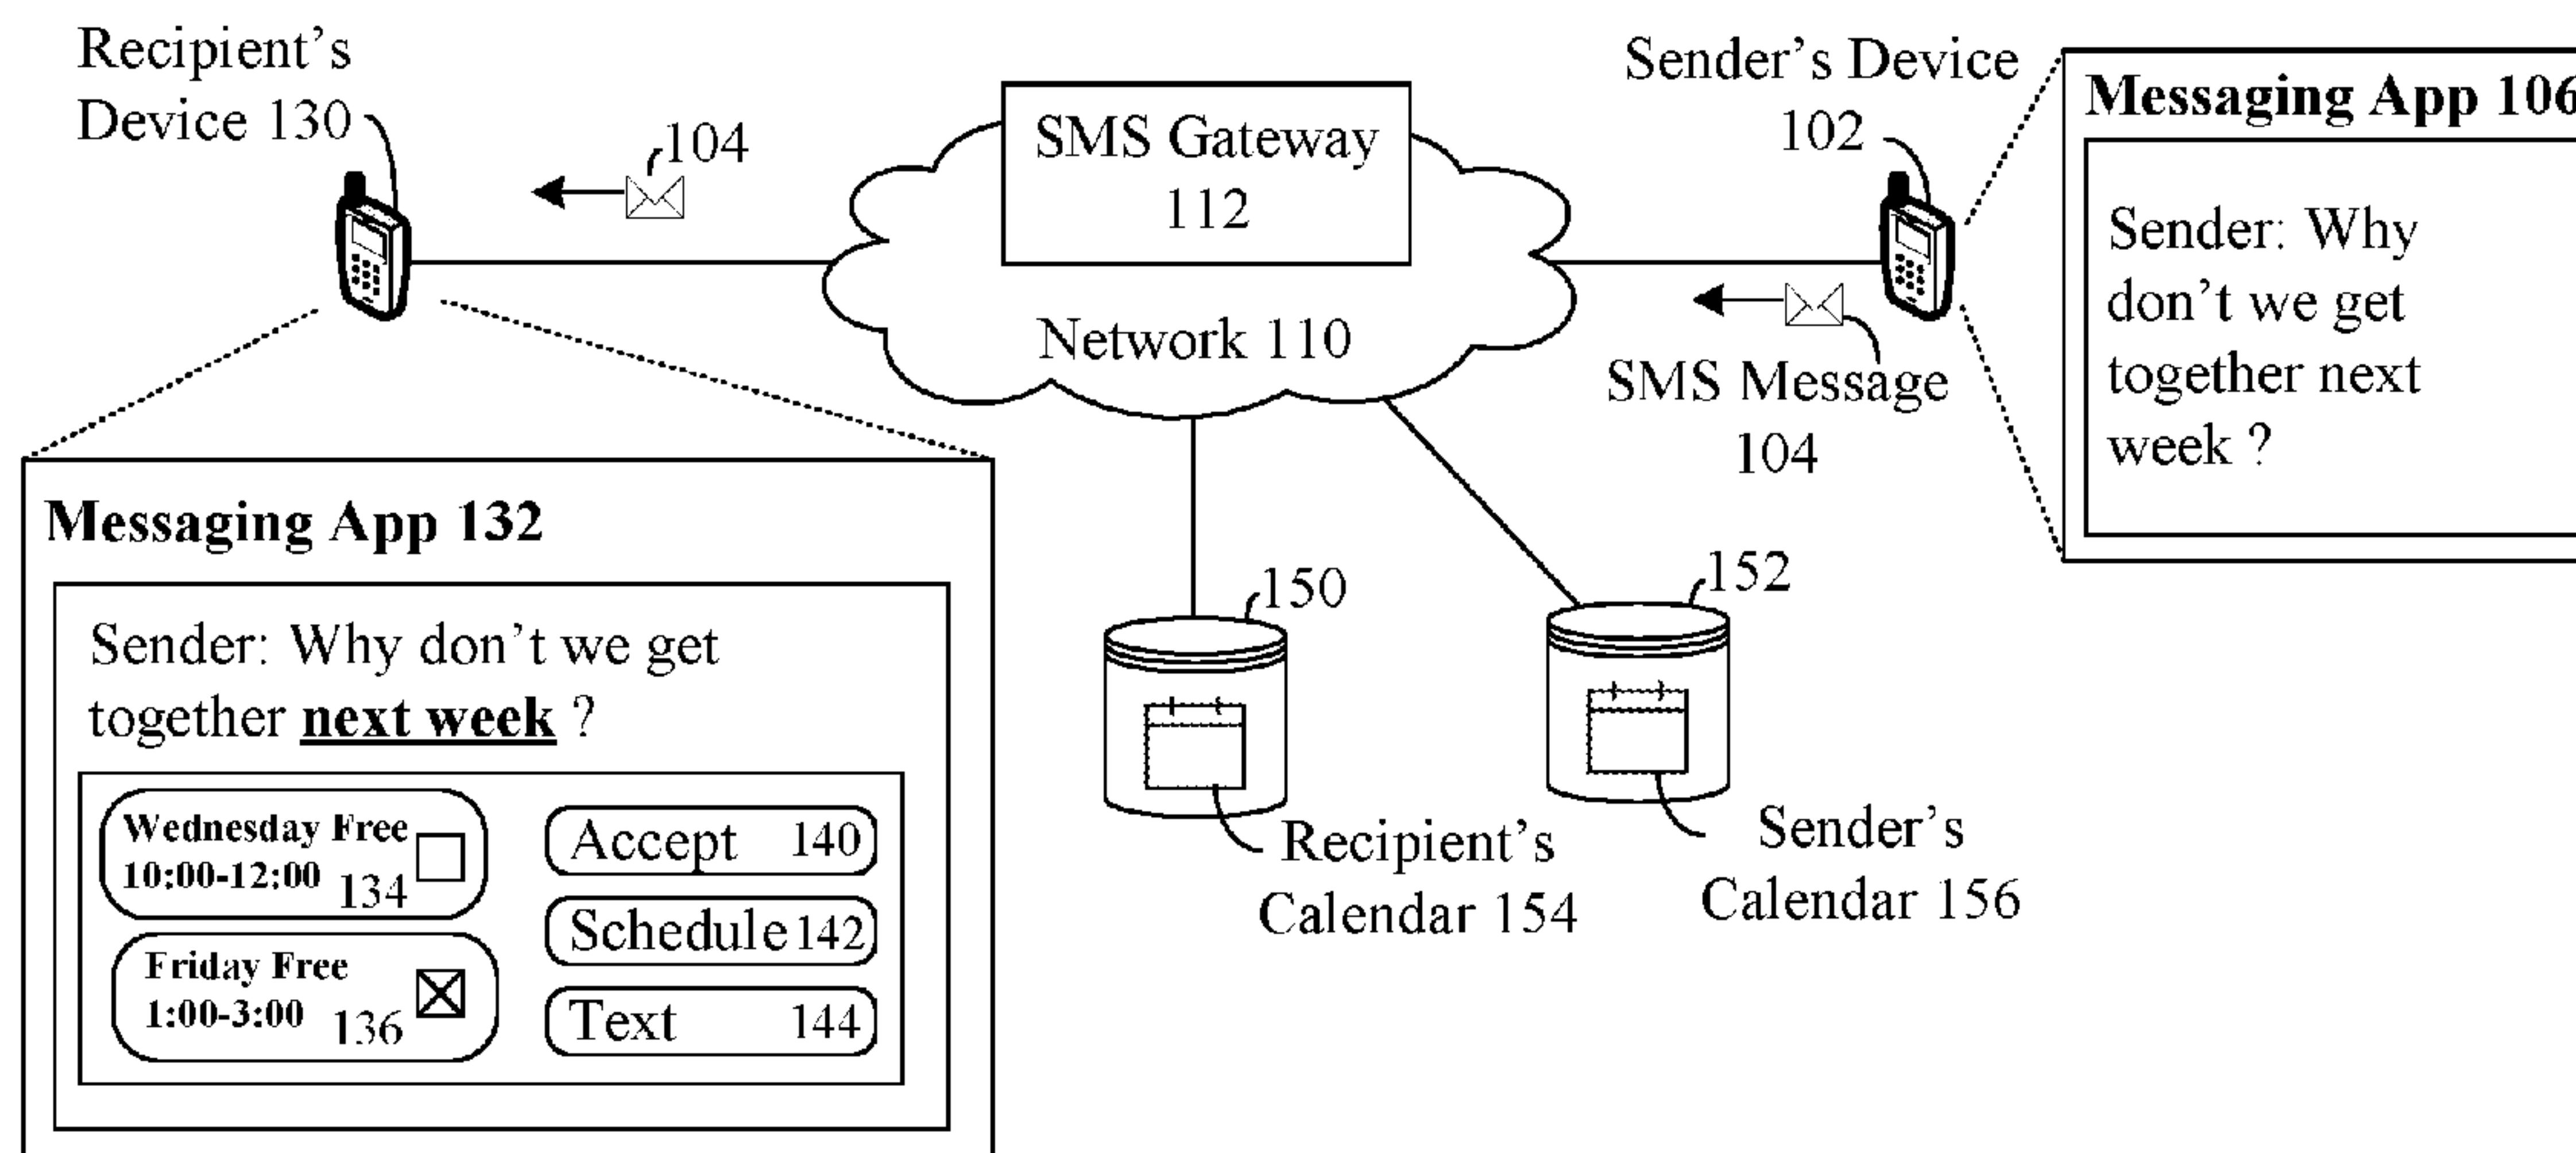 Recipient's
Device 130
104
SMS Gateway
112
Network 110
Sender's Device
102
SMS Message
104
Messaging App 106
Sender: Why
don't we get
together next
week ?
Messaging App 132
Sender: Why don't we get
together next week ?
Wednesday Free
10:00-12:00 134
Friday Free
1:00-3:00 136
Accept 140
Schedule 142
Text 144
150
Recipient's
Calendar 154
152
Sender's
Calendar 156